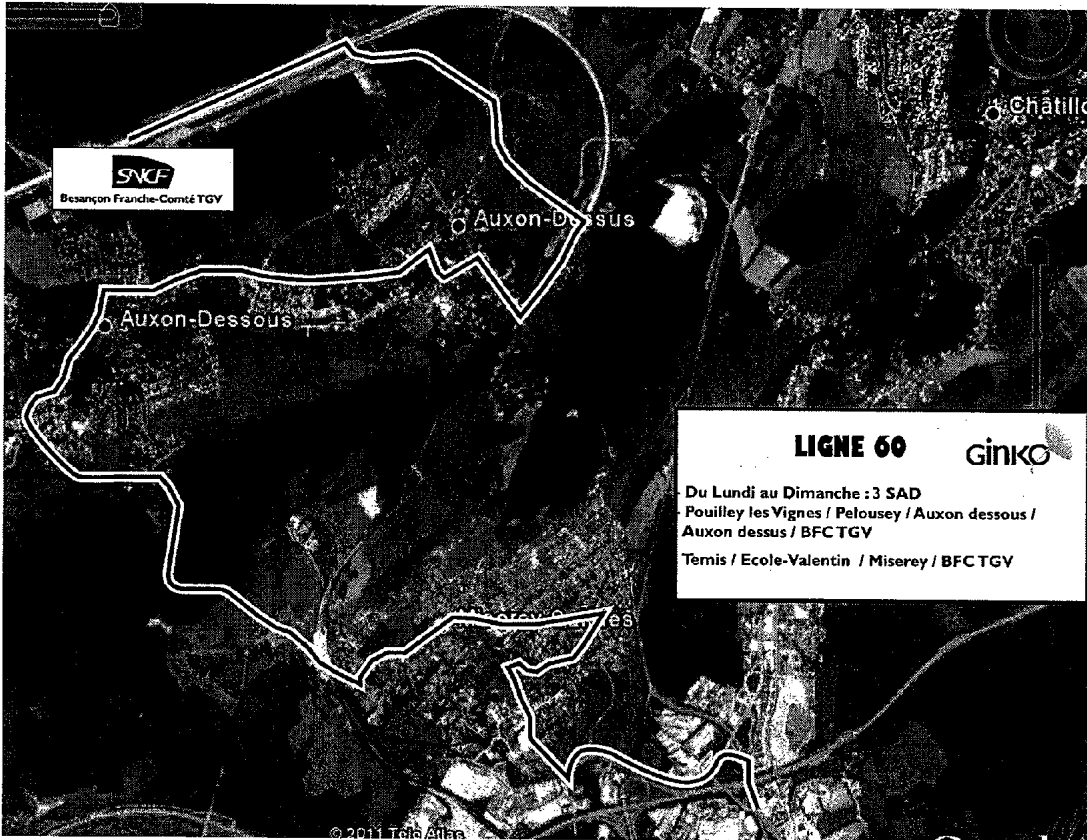 Châtillo
SNCF
Besançon Franche-Comté TGV
Auxon-Dessus
Auxon-Dessous
LIGNE 60
GINKO
Du Lundi au Dimanche : 3 SAD
Pouilley les Vignes / Pelousey / Auxon dessous /
Auxon dessus / BFC TGV
Temis / Ecole-Valentin / Miserey / BFC TGV
© 2011 Tele Atlas